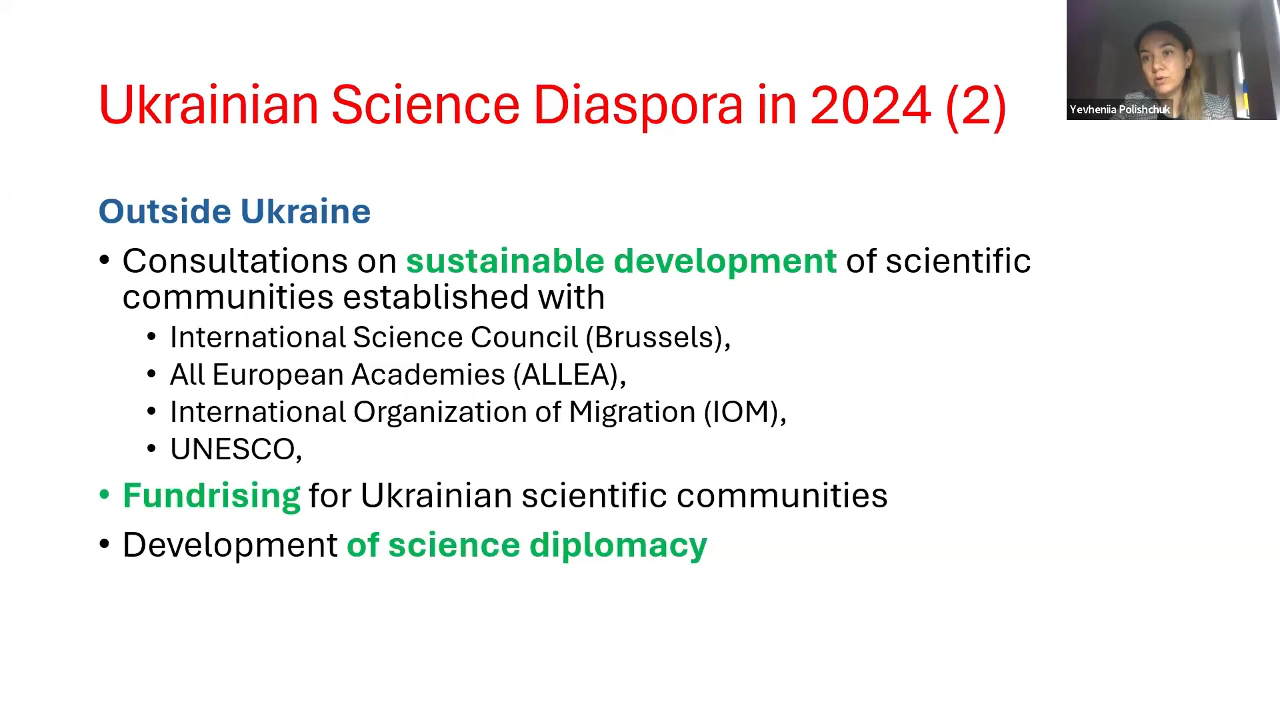 Ukrainian Science Diaspora in 2024 (2)
Yevheniia Polishchuk
Outside Ukraine
• Consultations on sustainable development of scientific
communities established with
• International Science Council (Brussels),
• All European Academies (ALLEA),
• International Organization of Migration (IOM),
• UNESCO,
• Fundrising for Ukrainian scientific communities
• Development of science diplomacy